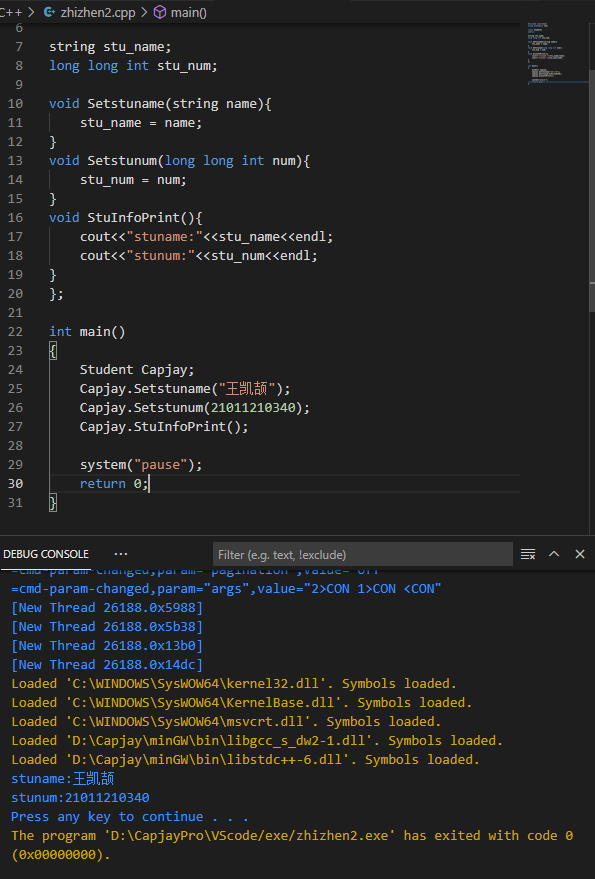 C++ > zhizhen2.cpp > main()
6
7 string stu_name;
8 long long int stu_num;
9
10 void Setstuname(string name){
11 stu_name = name;
12 }
13 void Setstunum(long long int num){
14 stu_num = num;
15 }
16 void StuInfoPrint(){
17 cout<<"stuname:"<<stu_name<<endl;
18 cout<<"stunum:"<<stu_num<<endl;
19 }
20 };
21
22 int main()
23 {
24 Student Capjay;
25 Capjay.Setstuname("王凯颉");
26 Capjay.Setstunum(21011210340);
27 Capjay.StuInfoPrint();
28
29 system("pause");
30 return 0;
31 }
DEBUG CONSOLE ... Filter (e.g. text, !exclude)
=cmd-param-changed,param="pagination",value="off"
=cmd-param-changed,param="args",value="2>CON 1>CON <CON"
[New Thread 26188.0x5988]
[New Thread 26188.0x5b38]
[New Thread 26188.0x13b0]
[New Thread 26188.0x14dc]
Loaded 'C:\WINDOWS\SysWOW64\kernel32.dll'. Symbols loaded.
Loaded 'C:\WINDOWS\SysWOW64\KernelBase.dll'. Symbols loaded.
Loaded 'C:\WINDOWS\SysWOW64\msvcrt.dll'. Symbols loaded.
Loaded 'D:\Capjay\minGW\bin\libgcc_s_dw2-1.dll'. Symbols loaded.
Loaded 'D:\Capjay\minGW\bin\libstdc++-6.dll'. Symbols loaded.
stuname:王凯颉
stunum:21011210340
Press any key to continue . . .
The program 'D:\CapjayPro\VScode/exe/zhizhen2.exe' has exited with code 0
(0x00000000).